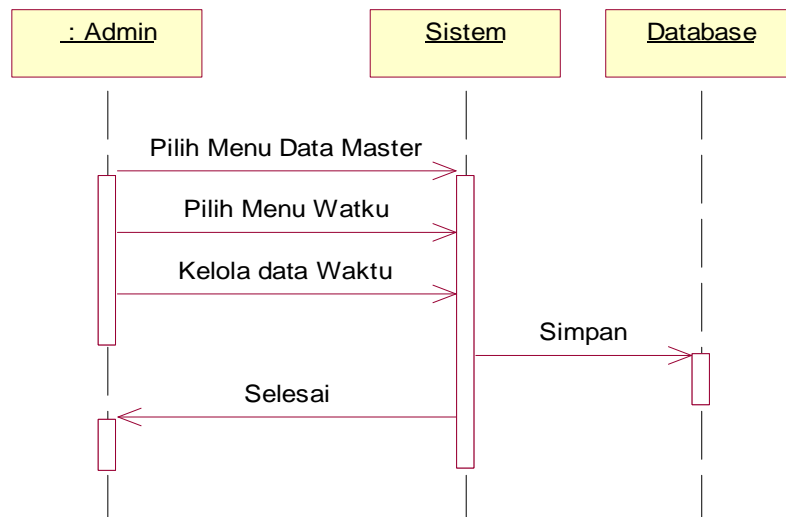 : Admin
Sistem
Database
Pilih Menu Data Master
Pilih Menu Watku
Kelola data Waktu
Simpan
Selesai